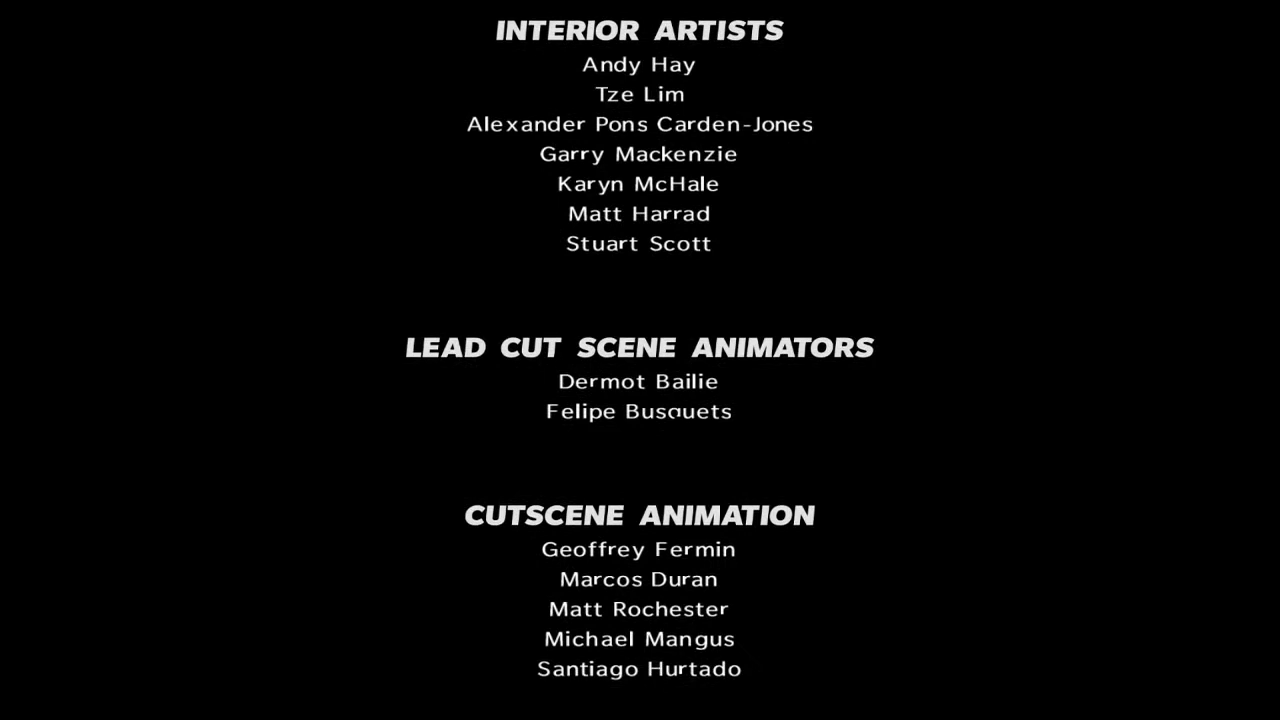 INTERIOR ARTISTS
Andy Hay
Tze Lim
Alexander Pons Carden-Jones
Garry Mackenzie
Karyn McHale
Matt Harrad
Stuart Scott
LEAD CUT SCENE ANIMATORS
Dermot Bailie
Felipe Busquets
CUTSCENE ANIMATION
Geoffrey Fermin
Marcos Duran
Matt Rochester
Michael Mangus
Santiago Hurtado